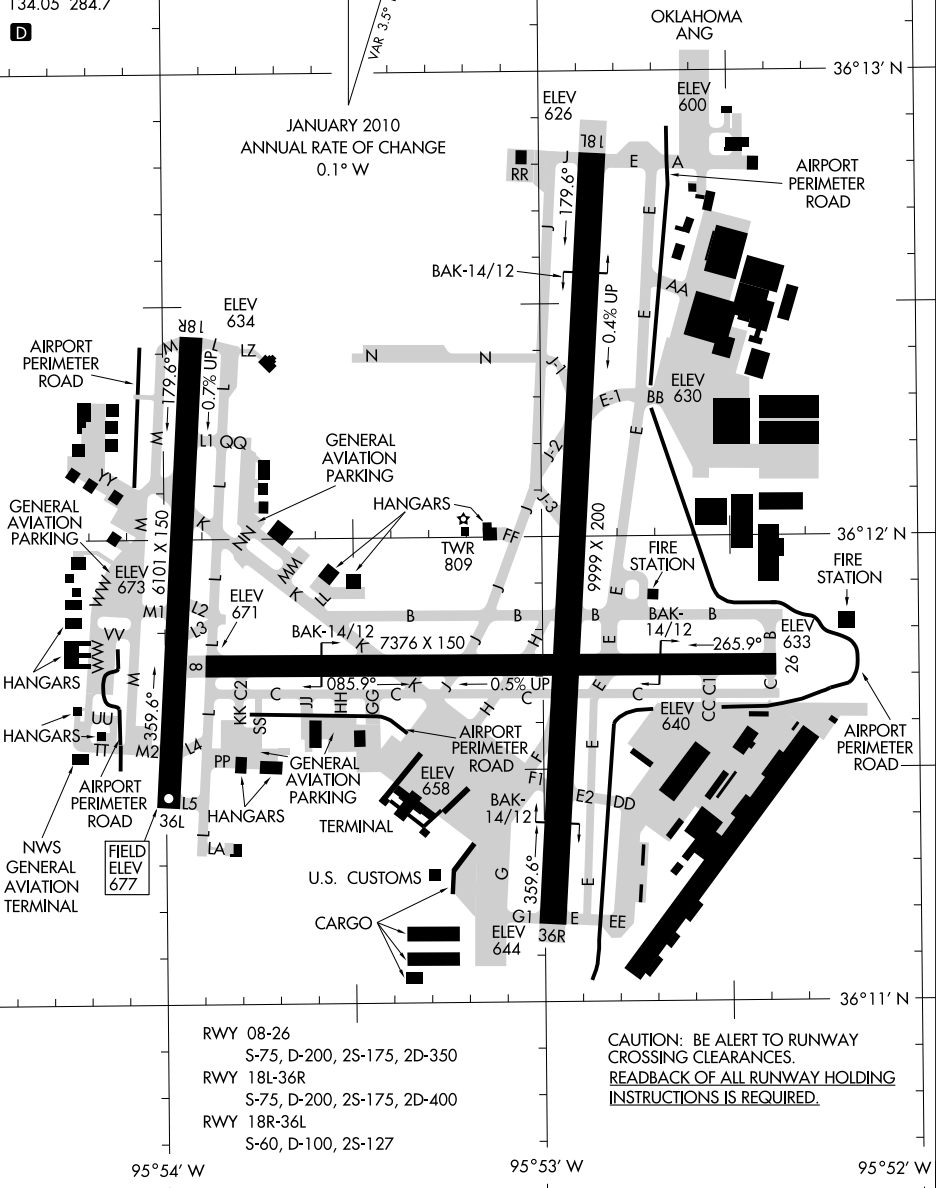 134.05 284.7
D
VAR 3.5°
JANUARY 2010
ANNUAL RATE OF CHANGE
0.1° W
OKLAHOMA
ANG
36°13' N
ELEV
626
ELEV
600
18L
J
E
A
RR
AIRPORT
PERIMETER
ROAD
179.6°
E
J
BAK-14/12
AA
0.4% UP
E
ELEV
634
18R
N
L
LZ
AIRPORT
PERIMETER
ROAD
179.6°
0.7% UP
L
N
N
J-1
ELEV
630
E-1
BB
E
M
L1
QQ
GENERAL
AVIATION
PARKING
J-2
YY
L
HANGARS
J-3
GENERAL
AVIATION
PARKING
M
K
NN
TWR
809
FF
J
36°12' N
6101 X 150
9999 X 200
MM
FIRE
STATION
FIRE
STATION
ELEV
673
WW
L
K
LL
J
E
ELEV
671
M1
L2
B
B
B
B
BAK-
14/12
L3
BAK-14/12
7376 X 150
K
J
H
E
265.9°
B
ELEV
633
VV
WW
L
8
26
HANGARS
M
085.9°
0.5% UP
KK
C2
C
C
K
J
E
C
C1
C
JJ
HH
GG
CC
SS
H
ELEV
640
359.6°
HANGARS
UU
TT
M2
L
L4
AIRPORT
PERIMETER
ROAD
F
E
AIRPORT
PERIMETER
ROAD
PP
GENERAL
AVIATION
PARKING
ELEV
658
F1
AIRPORT
PERIMETER
ROAD
HANGARS
BAK-
14/12
E2
DD
L5
36L
TERMINAL
NWS
GENERAL
AVIATION
TERMINAL
FIELD
ELEV
677
L
LA
U.S. CUSTOMS
G
359.6°
E
CARGO
G1
E
EE
ELEV
644
36R
36°11' N
RWY 08-26
S-75, D-200, 2S-175, 2D-350
RWY 18L-36R
S-75, D-200, 2S-175, 2D-400
RWY 18R-36L
S-60, D-100, 2S-127
CAUTION: BE ALERT TO RUNWAY
CROSSING CLEARANCES.
READBACK OF ALL RUNWAY HOLDING
INSTRUCTIONS IS REQUIRED.
95°54' W
95°53' W
95°52' W